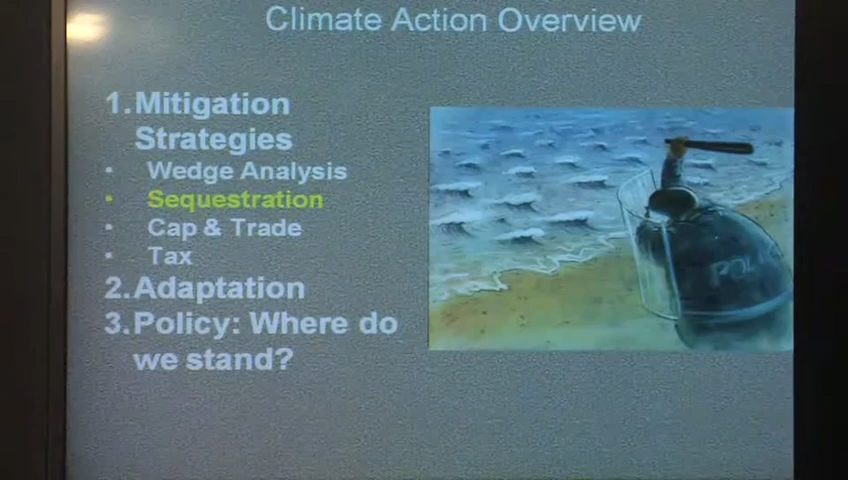 Climate Action Overview
1. Mitigation
Strategies
• Wedge Analysis
• Sequestration
• Cap & Trade
• Tax
2. Adaptation
3. Policy: Where do
we stand?
POLIC